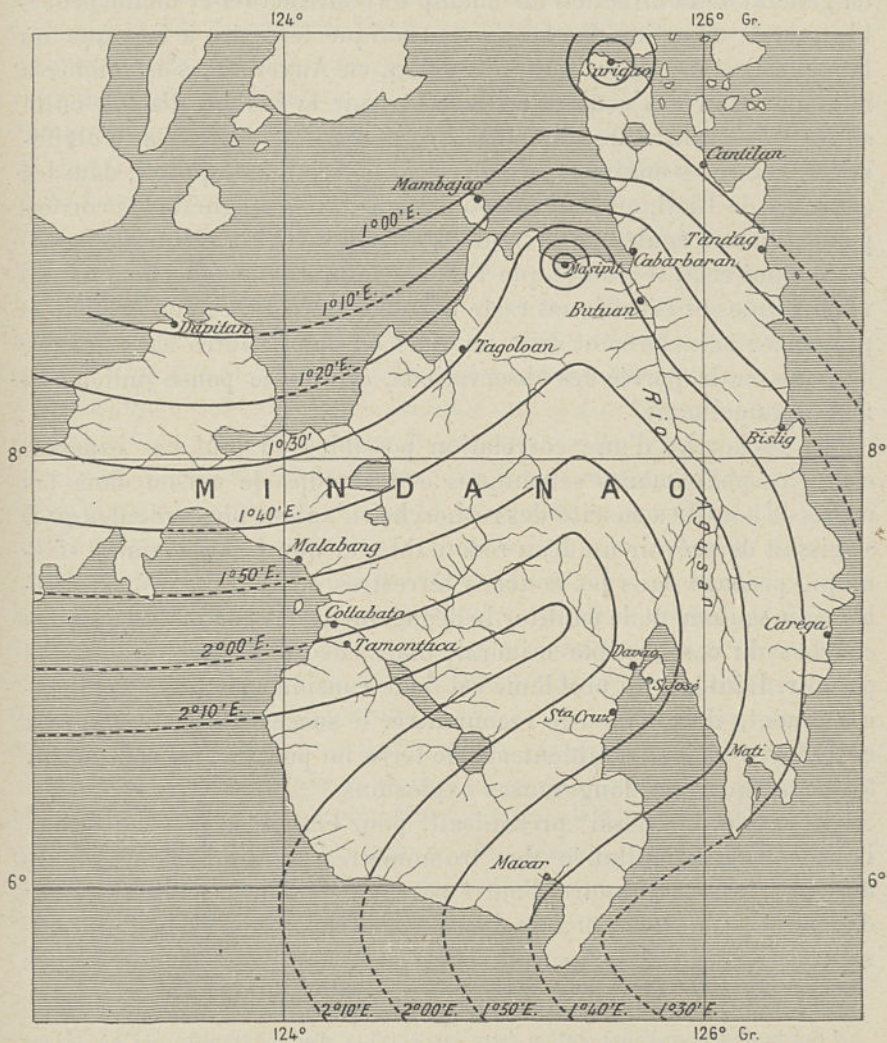 124°
126° Gr.
Surigao
Cantilan
Mambajao
1°00'E.
Tandag
Cabarbaran
Masipit
1°10'E.
Butuan
Dapitan
Tagoloan
1°20'E.
Rio
Bislig
1°30'
8°
8°
MINDANAO
1°40'E.
Agusan
Malabang
1°50'E.
Collabato
Carega
2°00'E.
Tamontaca
Davao
S. José
2°10'E.
Sta Cruz
Mati
Macar
6°
6°
2°10'E.
2°00'E.
1°50'E.
1°40'E.
1°30'E.
124°
126° Gr.